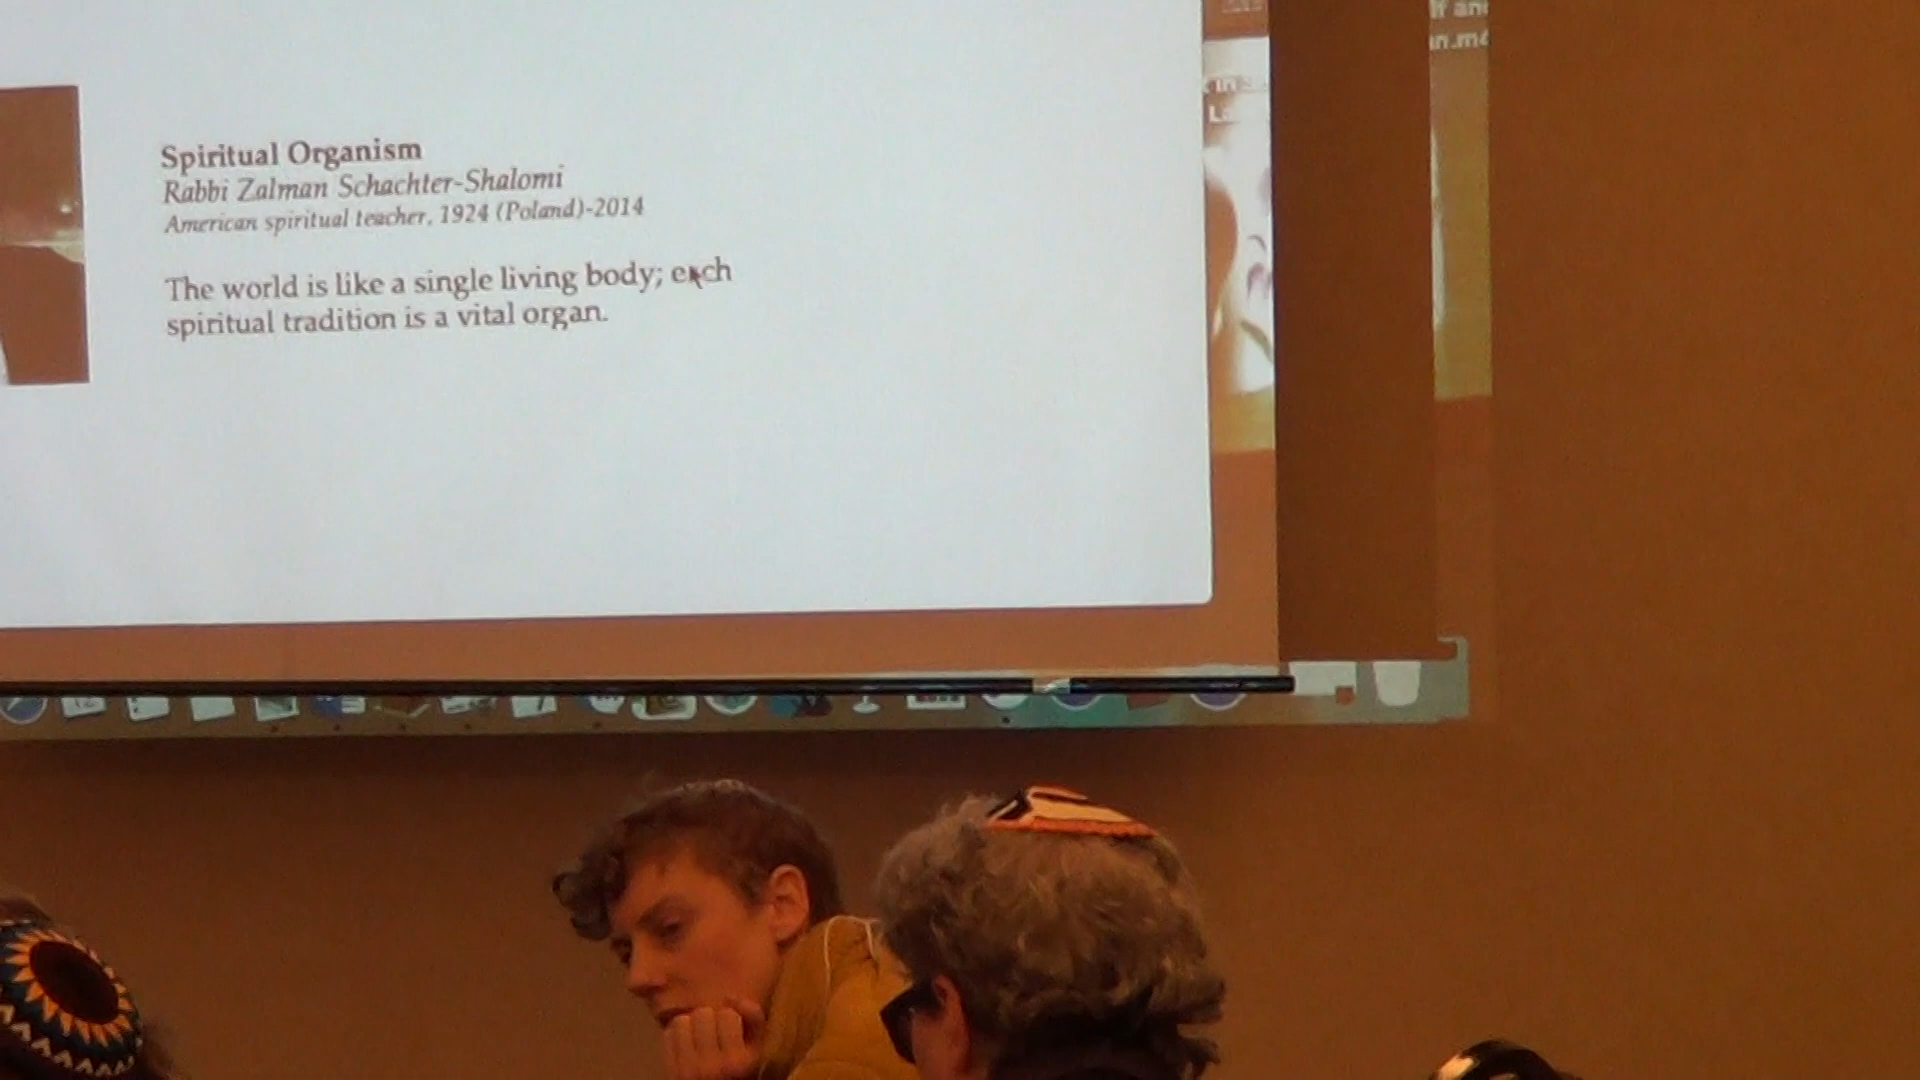 Spiritual Organism
Rabbi Zalman Schachter-Shalomi
American spiritual teacher, 1924 (Poland)-2014
The world is like a single living body; each
spiritual tradition is a vital organ.